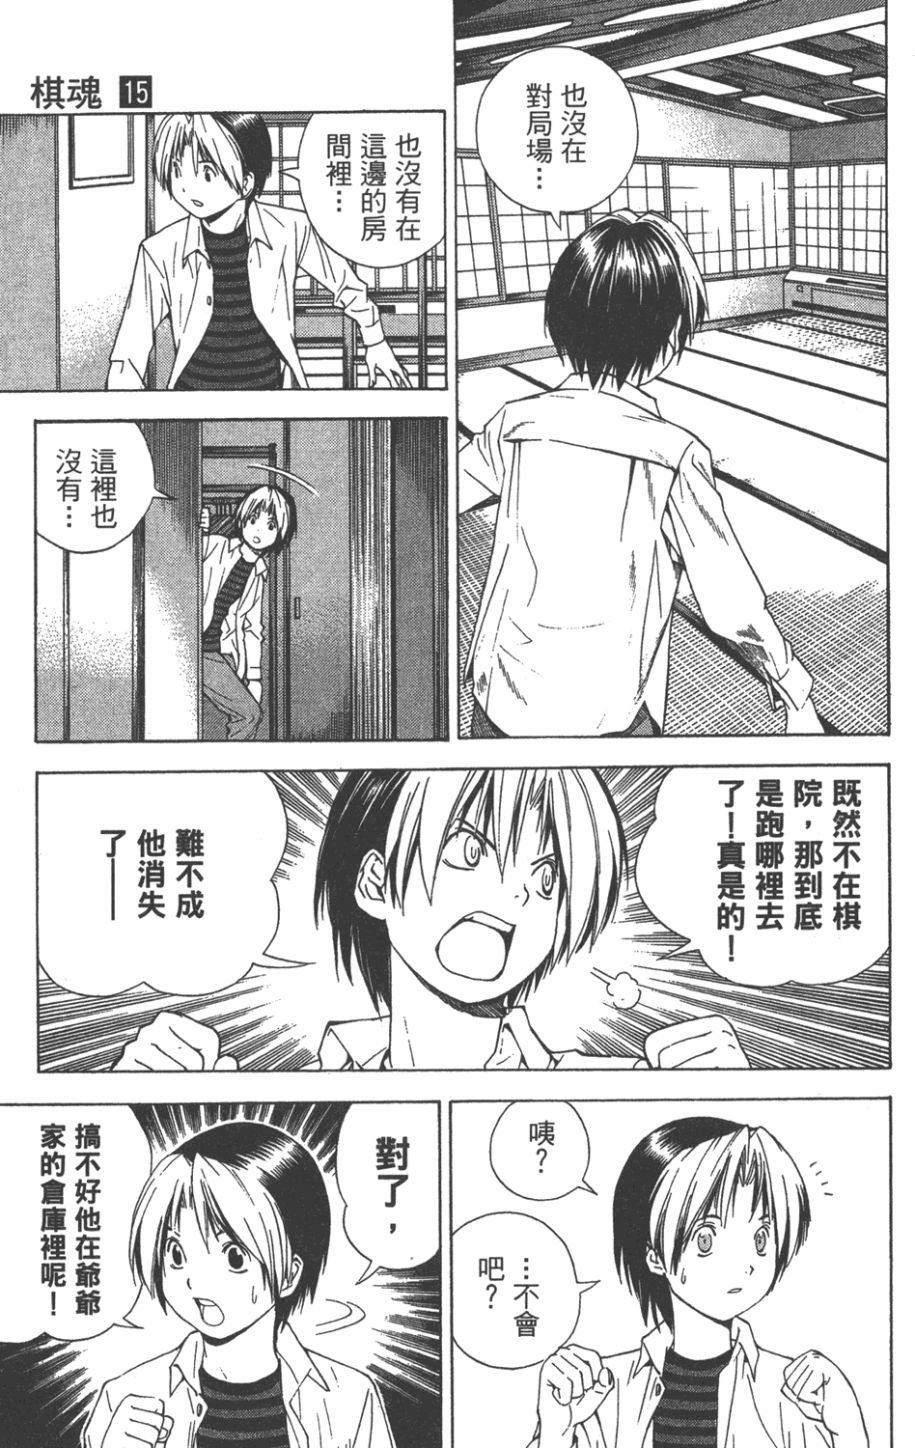 棋魂 15
也沒在
對局場…
也沒有在
這邊的房
間裡…
這裡也
沒有…
既然不在棋
院，那到底
是跑哪裡去
了！真是的！
難不成
他消失
了──
咦？
…不會
吧？
對了，
搞不好他在爺爺
家的倉庫裡呢！